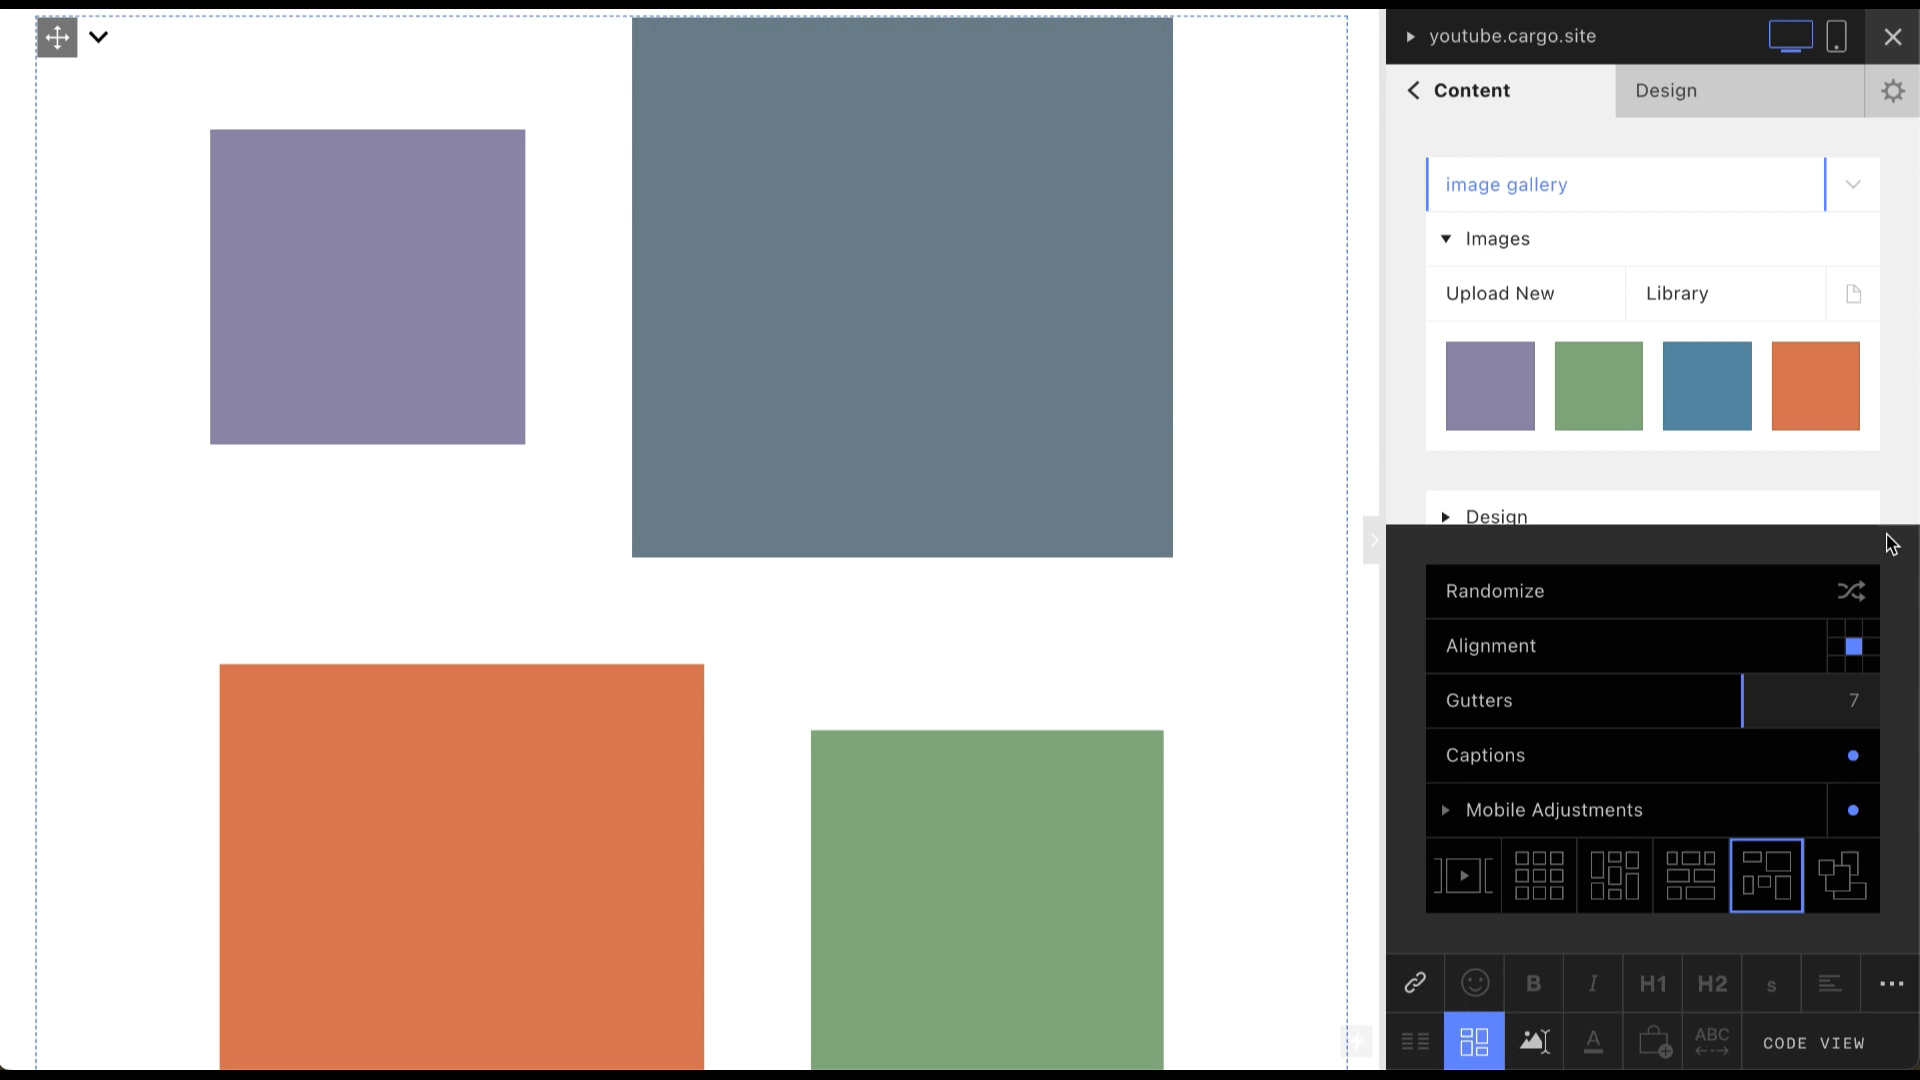 youtube.cargo.site
Content
Design
image gallery
Images
Upload New
Library
Design
Randomize
Alignment
Gutters 7
Captions
Mobile Adjustments
B I H1 H2 s
A ABC CODE VIEW